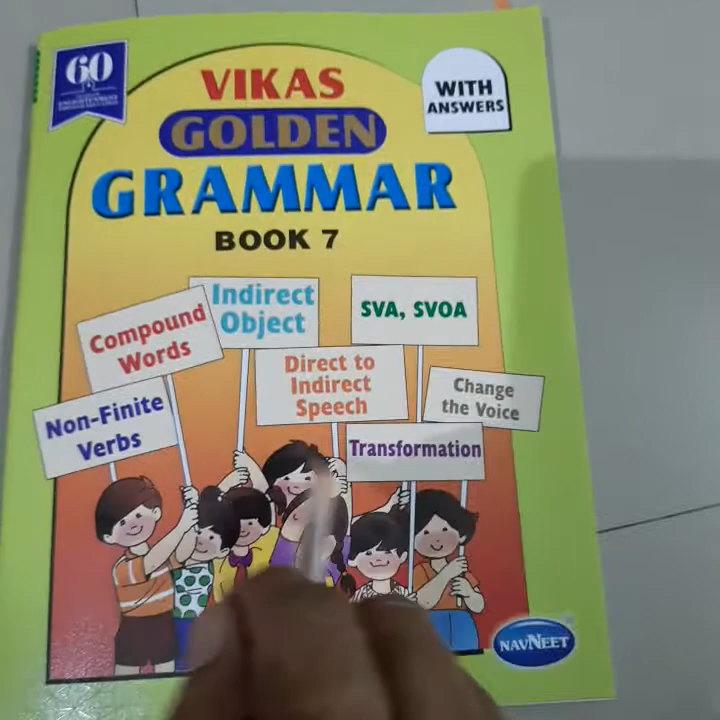 60
VIKAS
GOLDEN
GRAMMAR
BOOK 7
WITH
ANSWERS
Indirect
Object
SVA, SVOA
Compound
Words
Direct to
Indirect
Speech
Change
the Voice
Non-Finite
Verbs
Transformation
NAVNEET